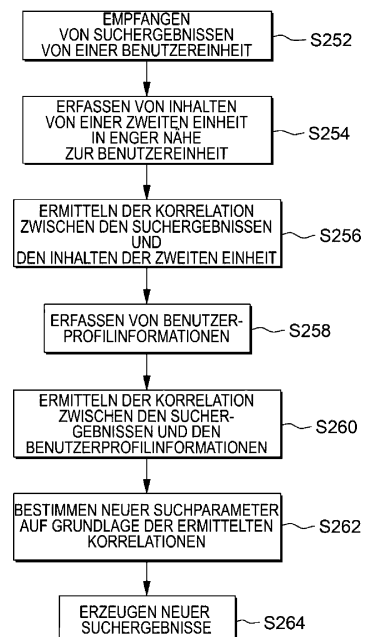 EMPFANGEN
VON SUCHERGEBNISSEN
VON EINER BENUTZEREINHEIT
S252
ERFASSEN VON INHALTEN
VON EINER ZWEITEN EINHEIT
IN ENGER NÄHE
ZUR BENUTZEREINHEIT
S254
ERMITTELN DER KORRELATION
ZWISCHEN DEN SUCHERGEBNISSEN
UND
DEN INHALTEN DER ZWEITEN EINHEIT
S256
ERFASSEN VON BENUTZER-
PROFILINFORMATIONEN
S258
ERMITTELN DER KORRELATION
ZWISCHEN DEN SUCHER-
GEBNISSEN UND DEN
BENUTZERPROFILINFORMATIONEN
S260
BESTIMMEN NEUER SUCHPARAMETER
AUF GRUNDLAGE DER ERMITTELTEN
KORRELATIONEN
S262
ERZEUGEN NEUER
SUCHERGEBNISSE
S264